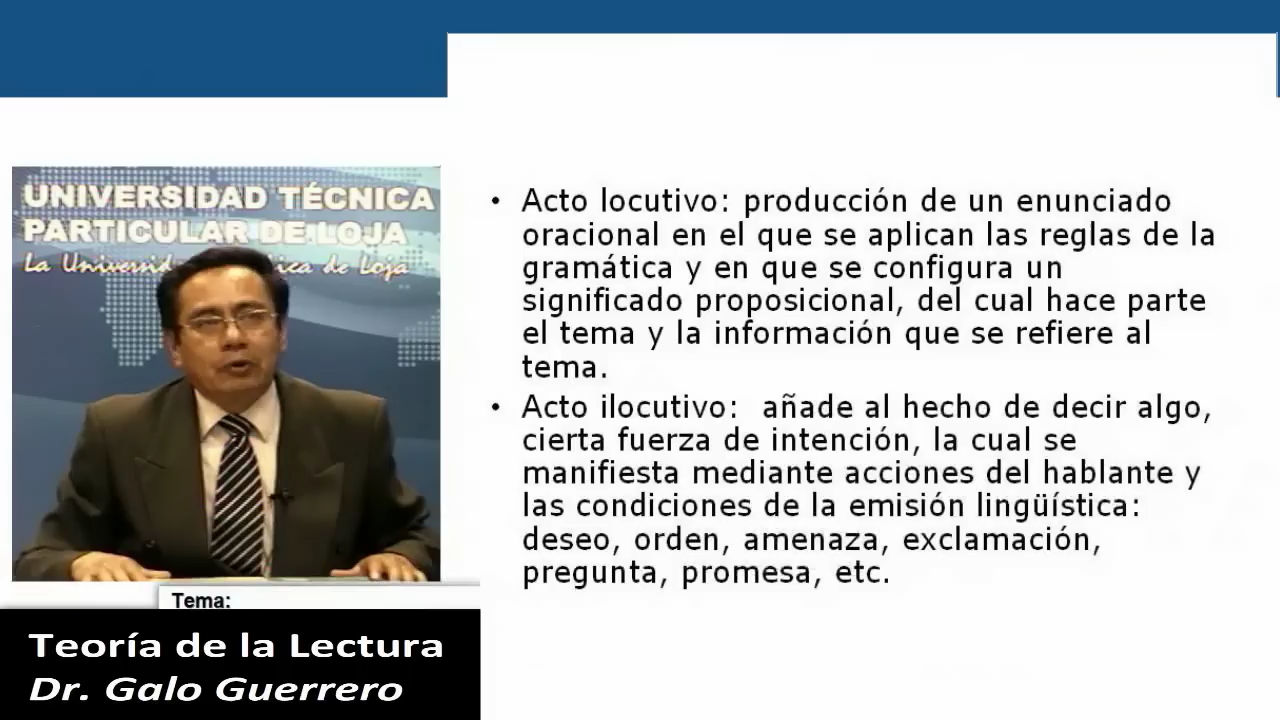 UNIVERSIDAD TÉCNICA
PARTICULAR DE LOJA
La Universidad de Loja
• Acto locutivo: producción de un enunciado
oracional en el que se aplican las reglas de la
gramática y en que se configura un
significado proposicional, del cual hace parte
el tema y la información que se refiere al
tema.
• Acto ilocutivo: añade al hecho de decir algo,
cierta fuerza de intención, la cual se
manifiesta mediante acciones del hablante y
las condiciones de la emisión lingüística:
deseo, orden, amenaza, exclamación,
pregunta, promesa, etc.
Tema:
Teoría de la Lectura
Dr. Galo Guerrero